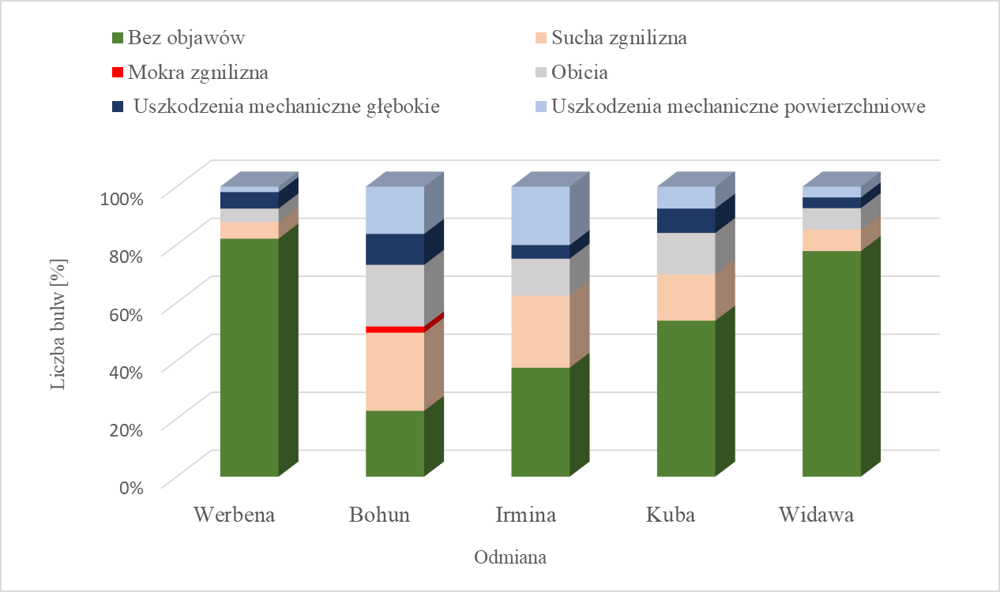 Bez objawów
Sucha zgnilizna
Mokra zgnilizna
Obicia
Uszkodzenia mechaniczne głębokie
Uszkodzenia mechaniczne powierzchniowe
100%
80%
60%
40%
20%
0%
Liczba bulw [%]
Werbena
Bohun
Irmina
Kuba
Widawa
Odmiana